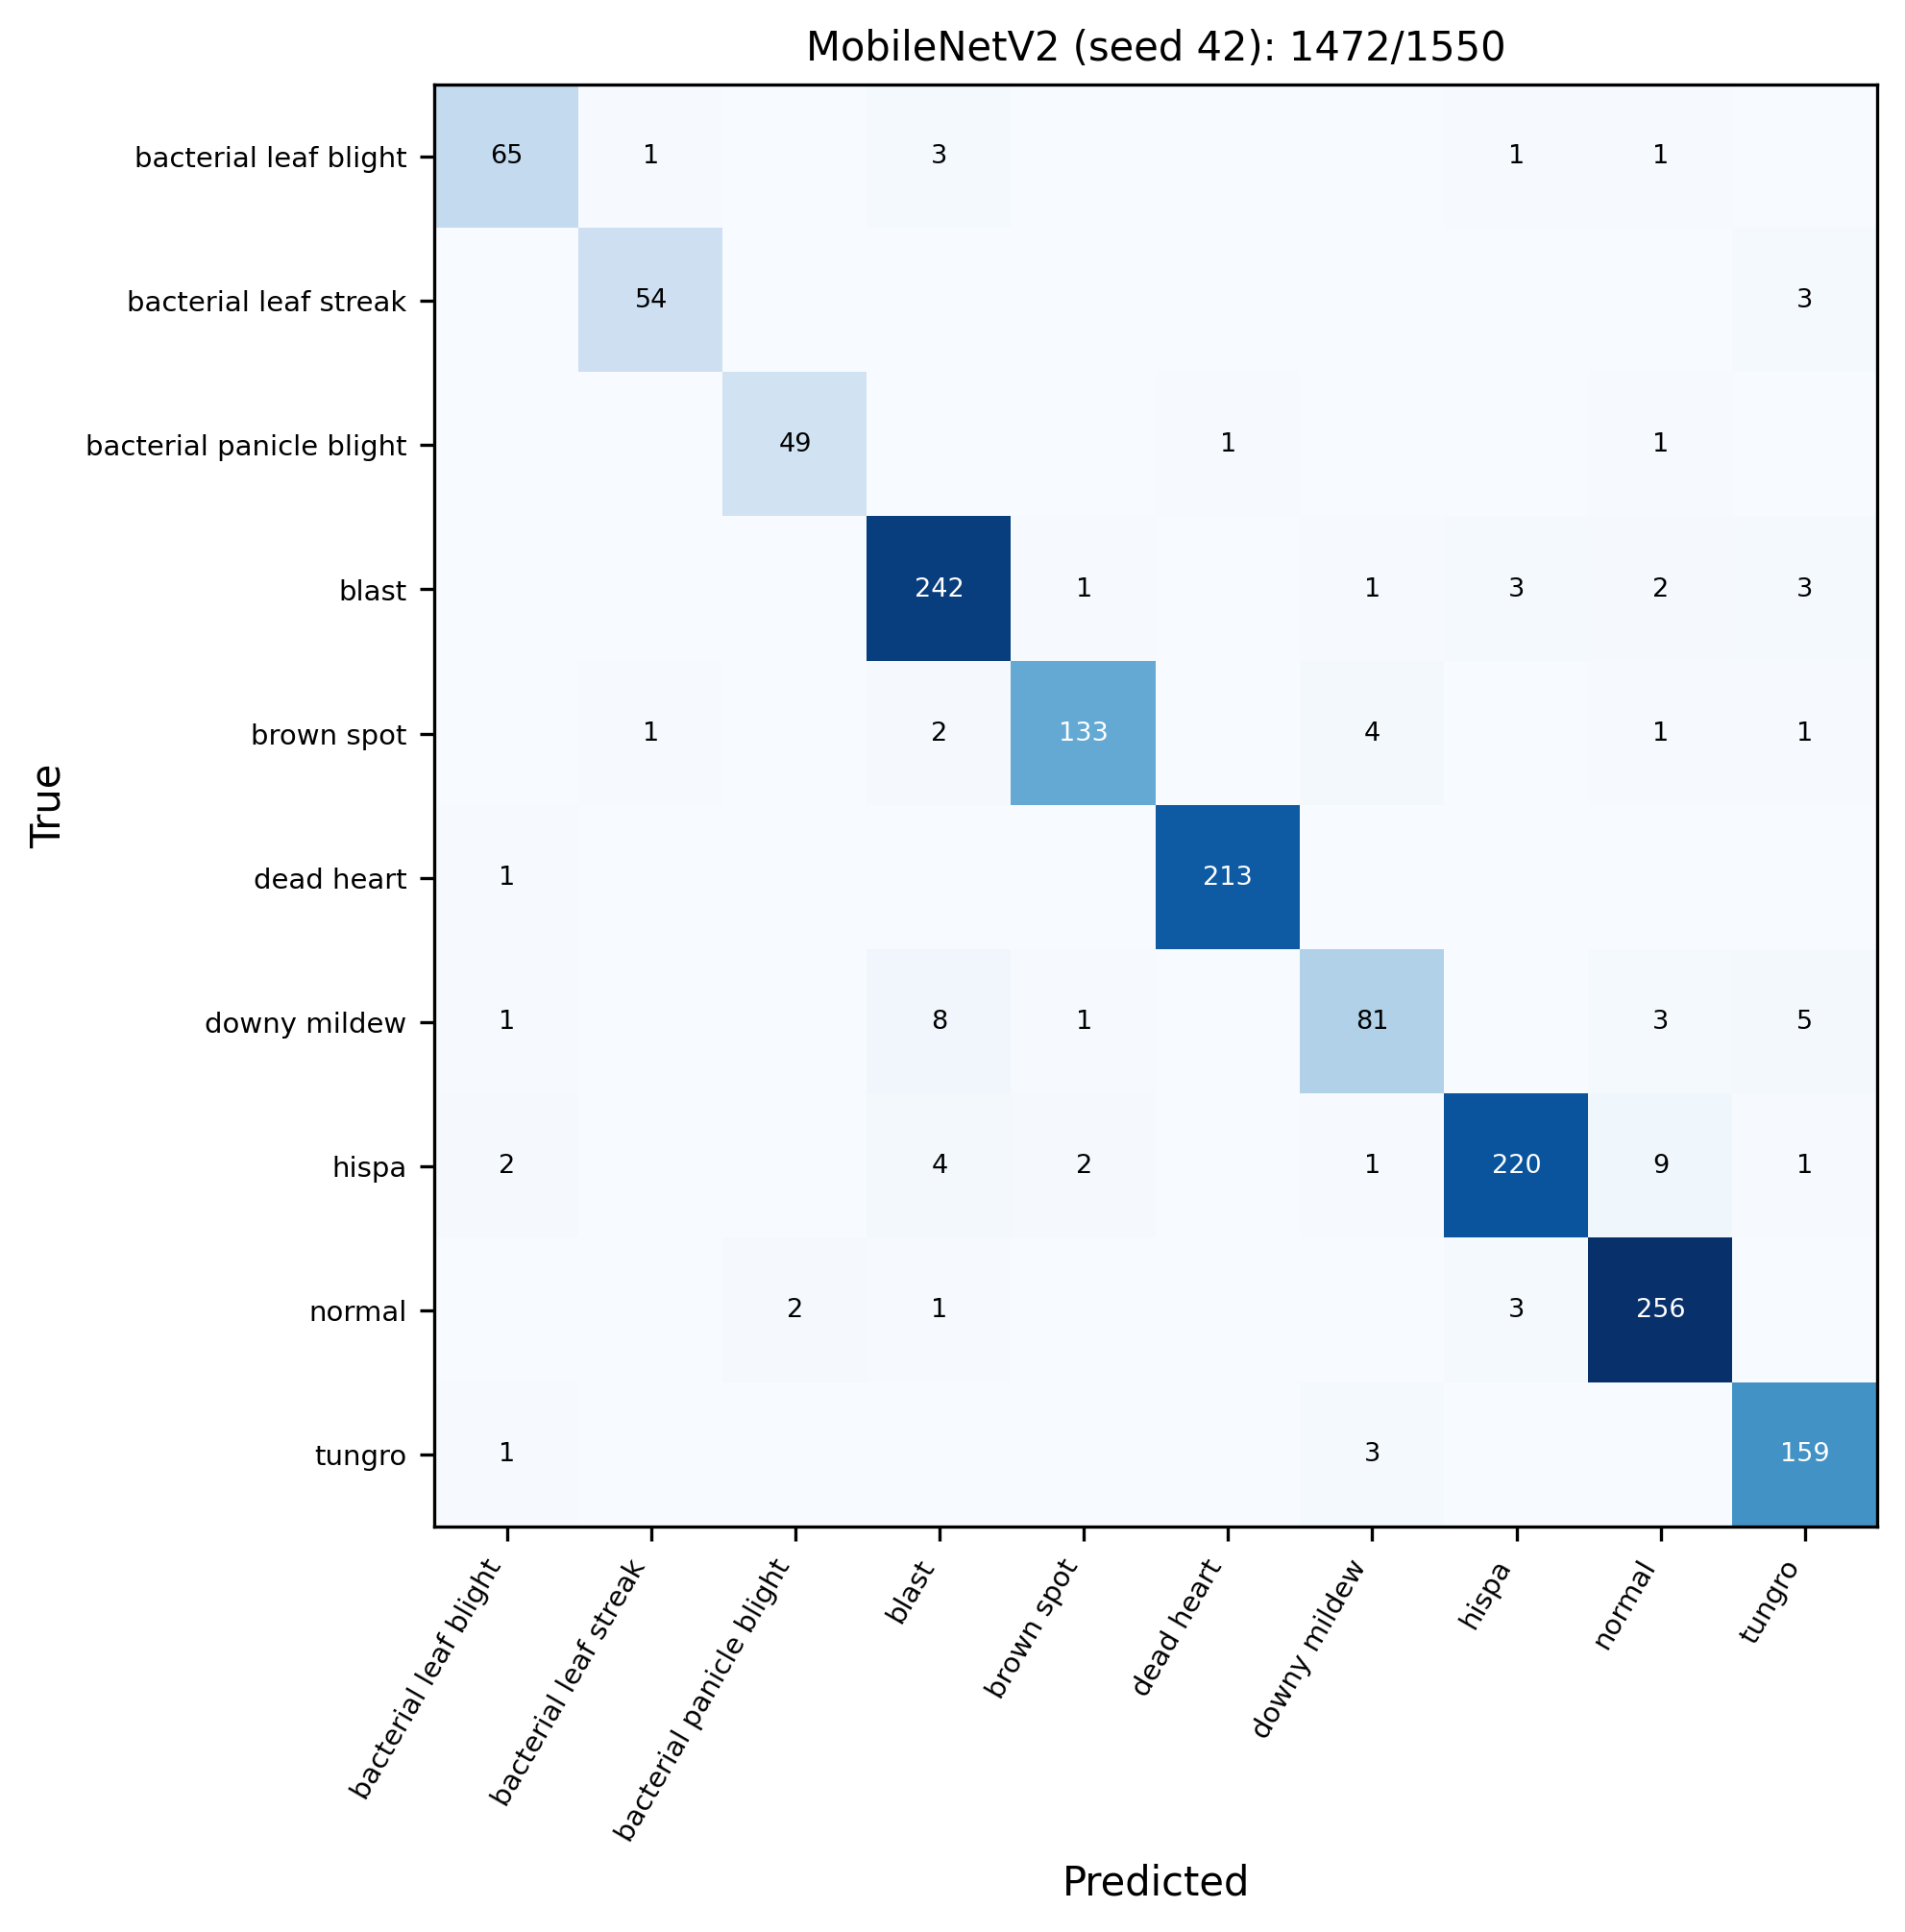 MobileNetV2 (seed 42): 1472/1550
bacterial leaf blight 65 1 3 1 1
bacterial leaf streak 54 3
bacterial panicle blight 49 1 1
blast 242 1 1 3 2 3
brown spot 1 2 133 4 1 1
dead heart 1 213
downy mildew 1 8 1 81 3 5
hispa 2 4 2 1 220 9 1
normal 2 1 3 256
tungro 1 3 159
True
bacterial leaf blight
bacterial leaf streak
bacterial panicle blight
blast
brown spot
dead heart
downy mildew
hispa
normal
tungro
Predicted